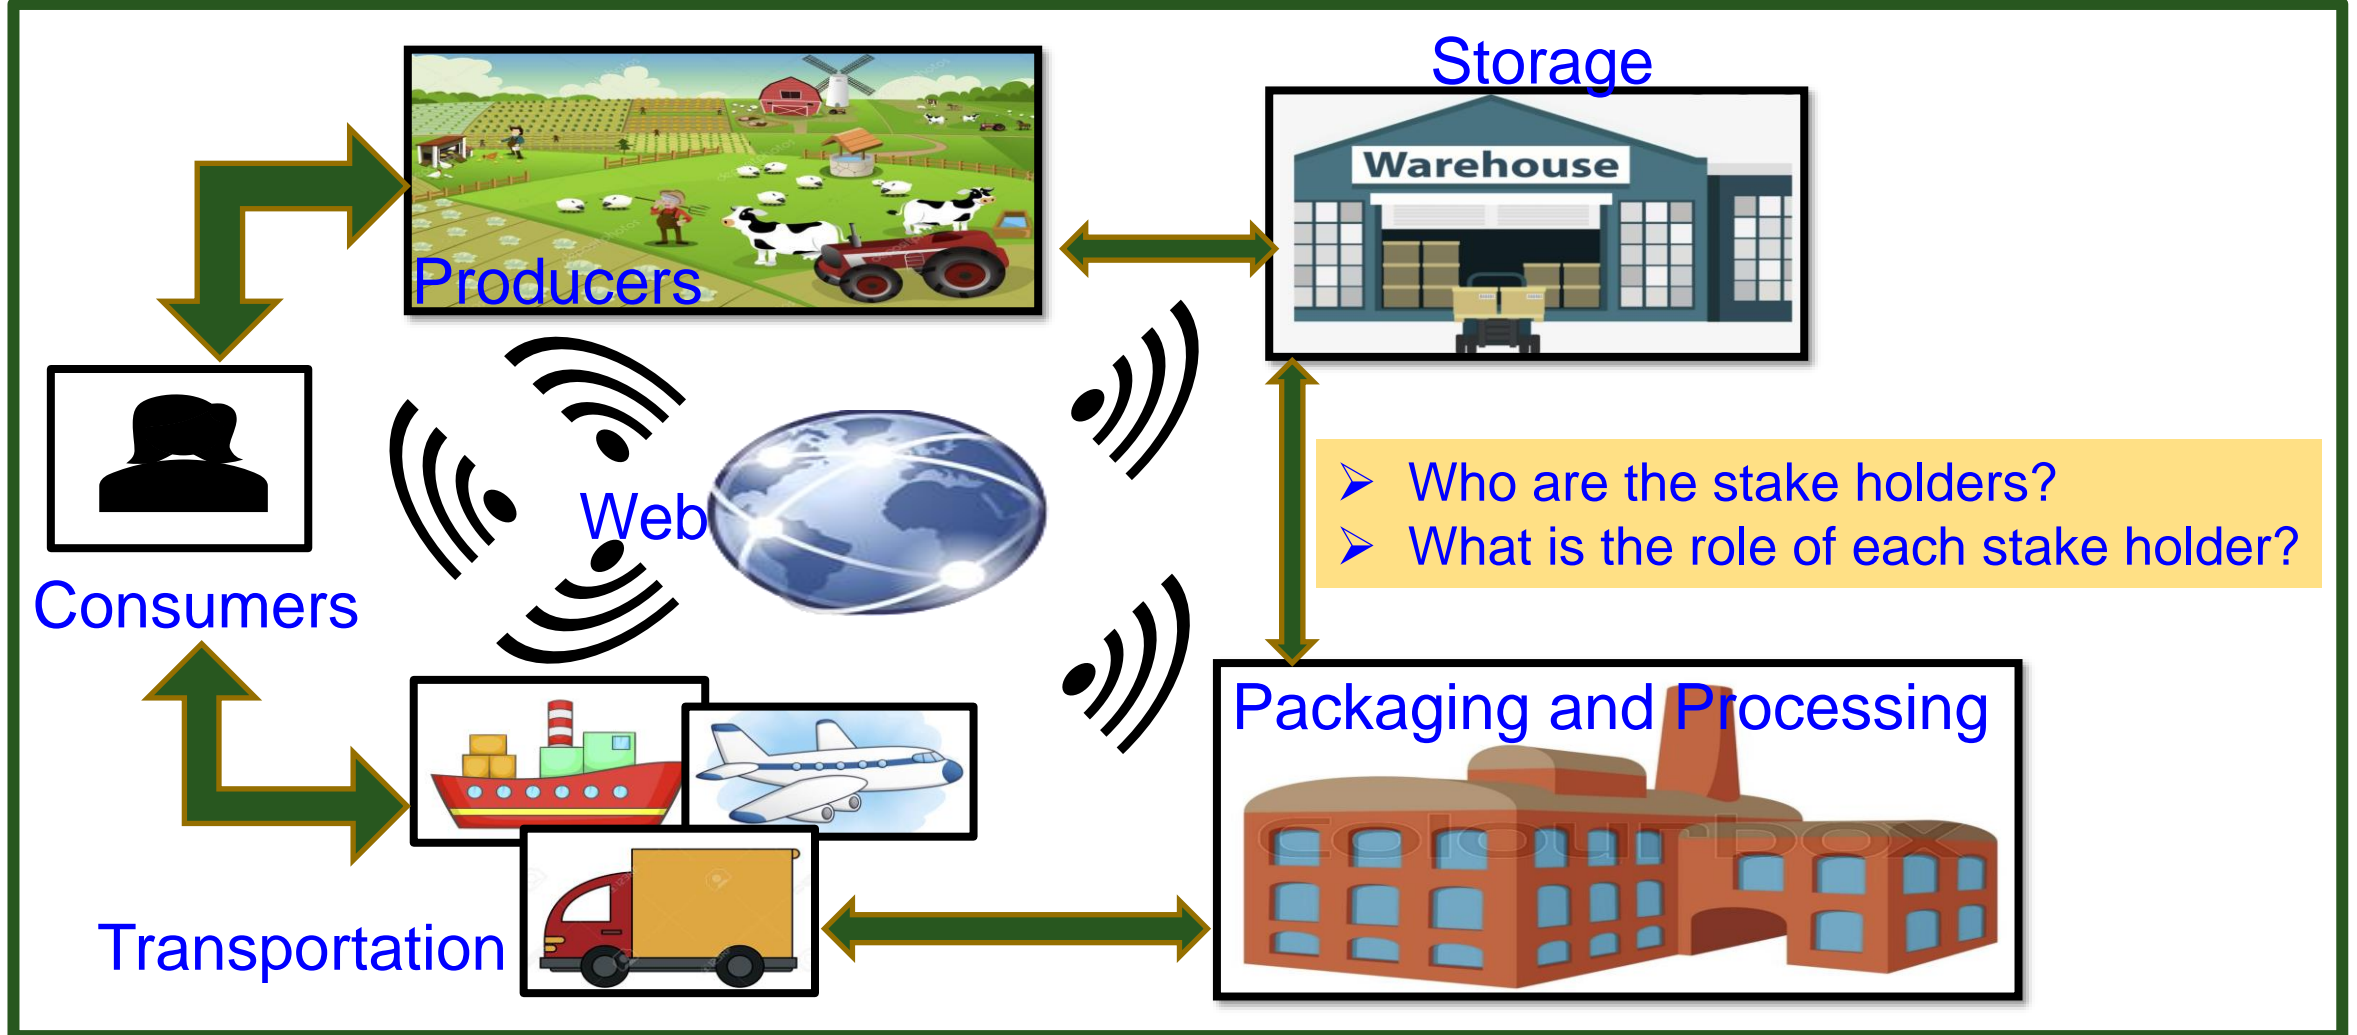 Storage
Warehouse
Producers
➢ Who are the stake holders?
➢ What is the role of each stake holder?
Web
Consumers
Packaging and Processing
colourbox
Transportation